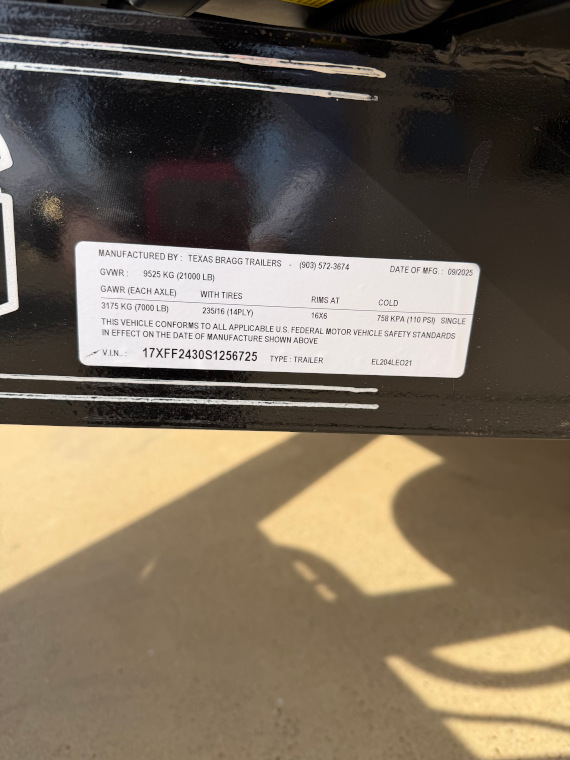 MANUFACTURED BY : TEXAS BRAGG TRAILERS - (903) 572-3674 DATE OF MFG. : 09/2025
GVWR : 9525 KG (21000 LB)
GAWR (EACH AXLE) WITH TIRES RIMS AT COLD
3175 KG (7000 LB) 235/16 (14PLY) 16X6 758 KPA (110 PSI) SINGLE
THIS VEHICLE CONFORMS TO ALL APPLICABLE U.S. FEDERAL MOTOR VEHICLE SAFETY STANDARDS
IN EFFECT ON THE DATE OF MANUFACTURE SHOWN ABOVE
V.I.N.. : 17XFF2430S1256725 TYPE : TRAILER EL204LEO21